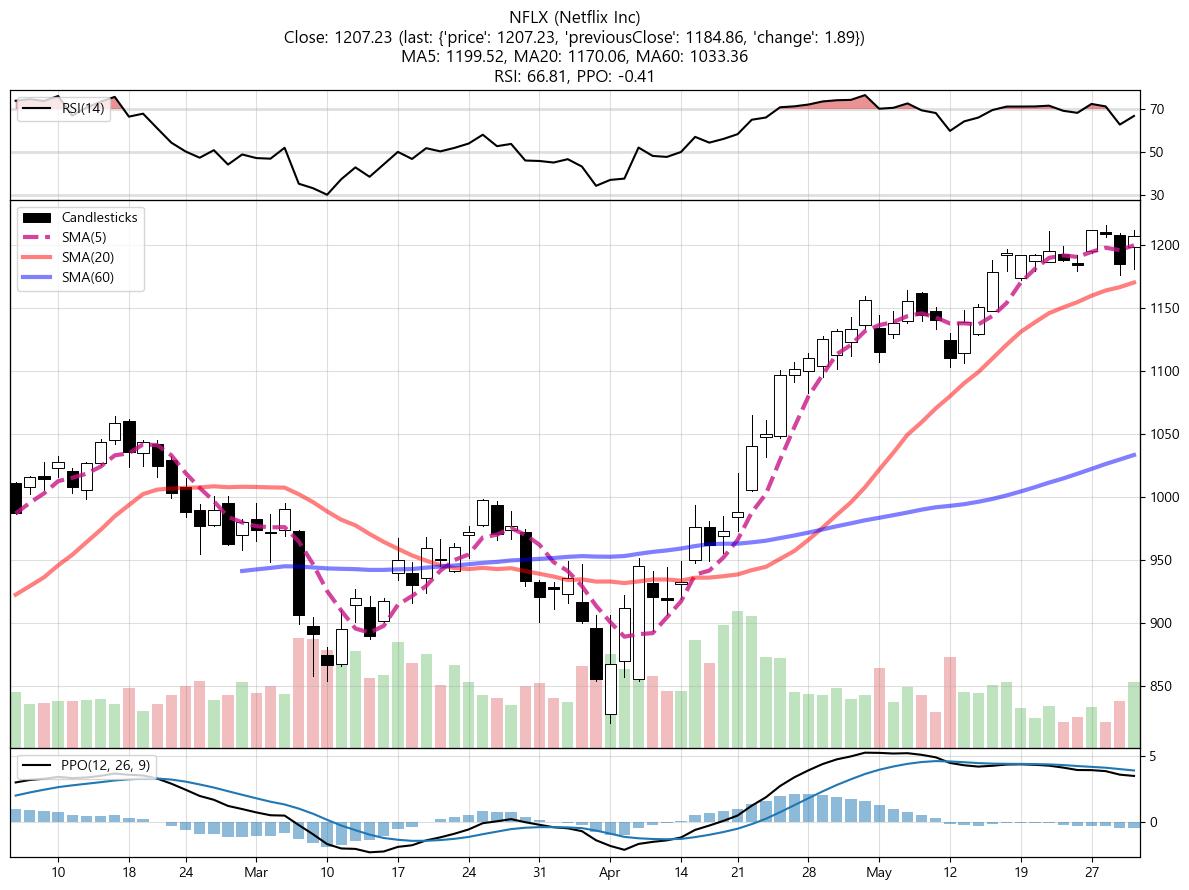 NFLX (Netflix Inc)
Close: 1207.23 (last: {'price': 1207.23, 'previousClose': 1184.86, 'change': 1.89})
MA5: 1199.52, MA20: 1170.06, MA60: 1033.36
RSI: 66.81, PPO: -0.41
RSI(14)
70
50
30
Candlesticks
SMA(5)
SMA(20)
SMA(60)
1200
1150
1100
1050
1000
950
900
850
PPO(12, 26, 9)
5
0
10 18 24 Mar 10 17 24 31 Apr 14 21 28 May 12 19 27